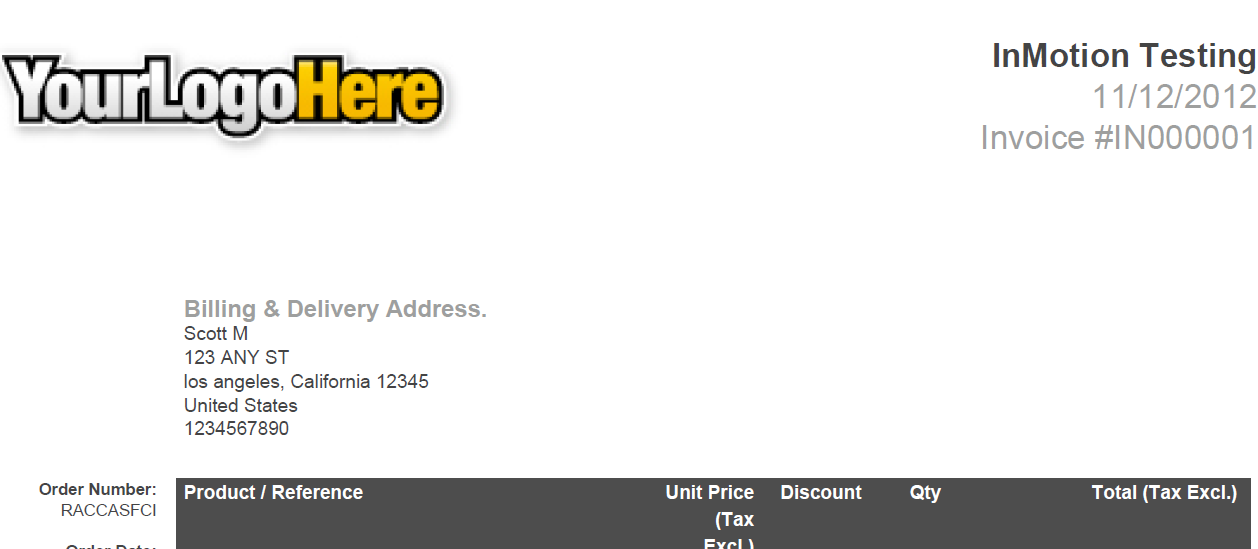 YourLogoHere
InMotion Testing
11/12/2012
Invoice #IN000001
Billing & Delivery Address.
Scott M
123 ANY ST
los angeles, California 12345
United States
1234567890
Order Number:
RACCASFCI
Order Date:
Product / Reference
Unit Price
(Tax
Excl.)
Discount
Qty
Total (Tax Excl.)